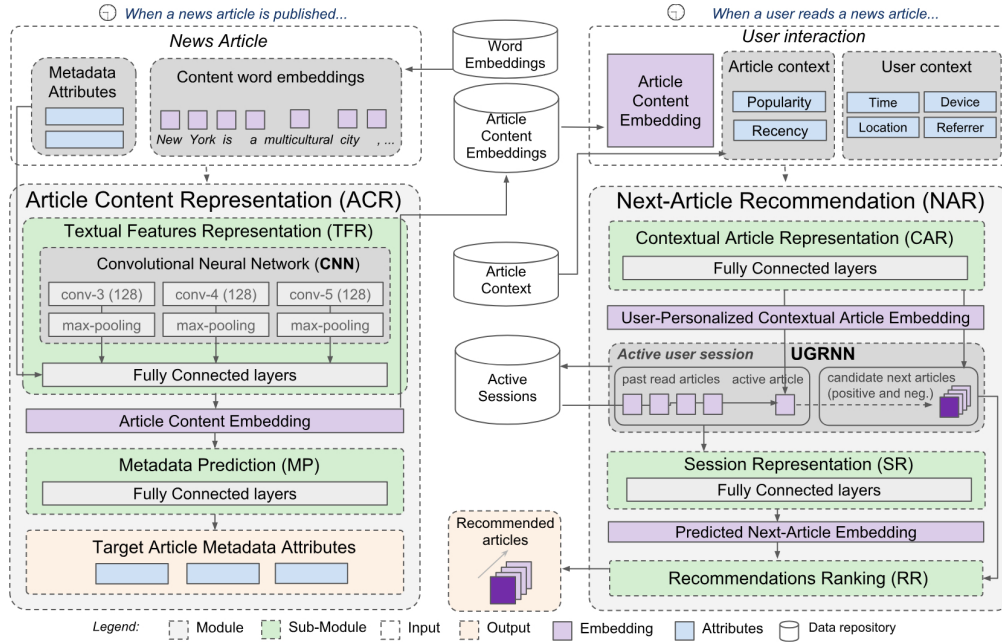 When a news article is published...
News Article
Metadata
Attributes
Content word embeddings
New York is a multicultural city , ...
Word
Embeddings
Article
Content
Embeddings
Article
Context
Active
Sessions
When a user reads a news article...
User interaction
Article
Content
Embedding
Article context
Popularity
Recency
User context
Time
Device
Location
Referrer
Article Content Representation (ACR)
Textual Features Representation (TFR)
Convolutional Neural Network (CNN)
conv-3 (128)
conv-4 (128)
conv-5 (128)
max-pooling
max-pooling
max-pooling
Fully Connected layers
Article Content Embedding
Metadata Prediction (MP)
Fully Connected layers
Target Article Metadata Attributes
Next-Article Recommendation (NAR)
Contextual Article Representation (CAR)
Fully Connected layers
User-Personalized Contextual Article Embedding
Active user session
UGRNN
past read articles
active article
candidate next articles
(positive and neg.)
Session Representation (SR)
Fully Connected layers
Predicted Next-Article Embedding
Recommendations Ranking (RR)
Recommended
articles
Legend:
Module
Sub-Module
Input
Output
Embedding
Attributes
Data repository